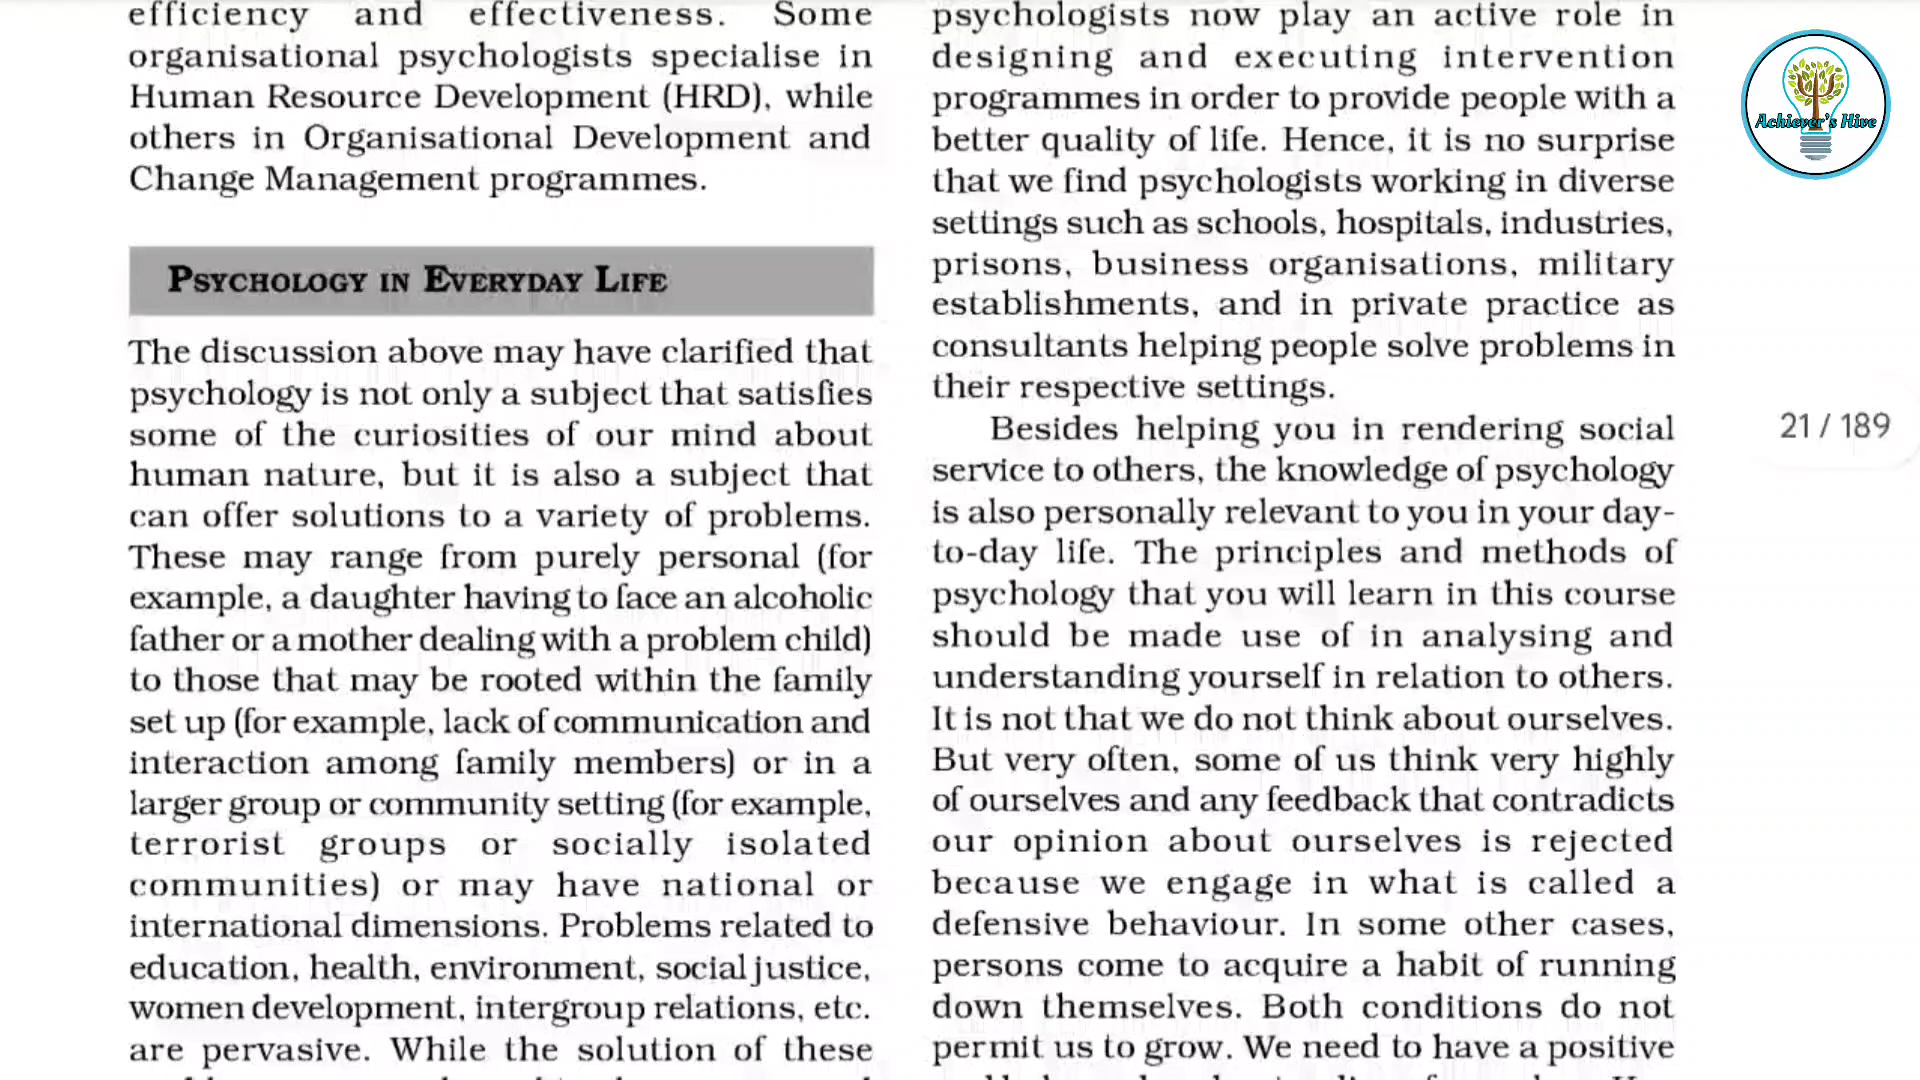 efficiency and effectiveness. Some
organisational psychologists specialise in
Human Resource Development (HRD), while
others in Organisational Development and
Change Management programmes.
PSYCHOLOGY IN EVERYDAY LIFE
The discussion above may have clarified that
psychology is not only a subject that satisfies
some of the curiosities of our mind about
human nature, but it is also a subject that
can offer solutions to a variety of problems.
These may range from purely personal (for
example, a daughter having to face an alcoholic
father or a mother dealing with a problem child)
to those that may be rooted within the family
set up (for example, lack of communication and
interaction among family members) or in a
larger group or community setting (for example,
terrorist groups or socially isolated
communities) or may have national or
international dimensions. Problems related to
education, health, environment, social justice,
women development, intergroup relations, etc.
are pervasive. While the solution of these
psychologists now play an active role in
designing and executing intervention
programmes in order to provide people with a
better quality of life. Hence, it is no surprise
that we find psychologists working in diverse
settings such as schools, hospitals, industries,
prisons, business organisations, military
establishments, and in private practice as
consultants helping people solve problems in
their respective settings.
Besides helping you in rendering social
service to others, the knowledge of psychology
is also personally relevant to you in your day-
to-day life. The principles and methods of
psychology that you will learn in this course
should be made use of in analysing and
understanding yourself in relation to others.
It is not that we do not think about ourselves.
But very often, some of us think very highly
of ourselves and any feedback that contradicts
our opinion about ourselves is rejected
because we engage in what is called a
defensive behaviour. In some other cases,
persons come to acquire a habit of running
down themselves. Both conditions do not
permit us to grow. We need to have a positive
Achiever's Hive
21 / 189